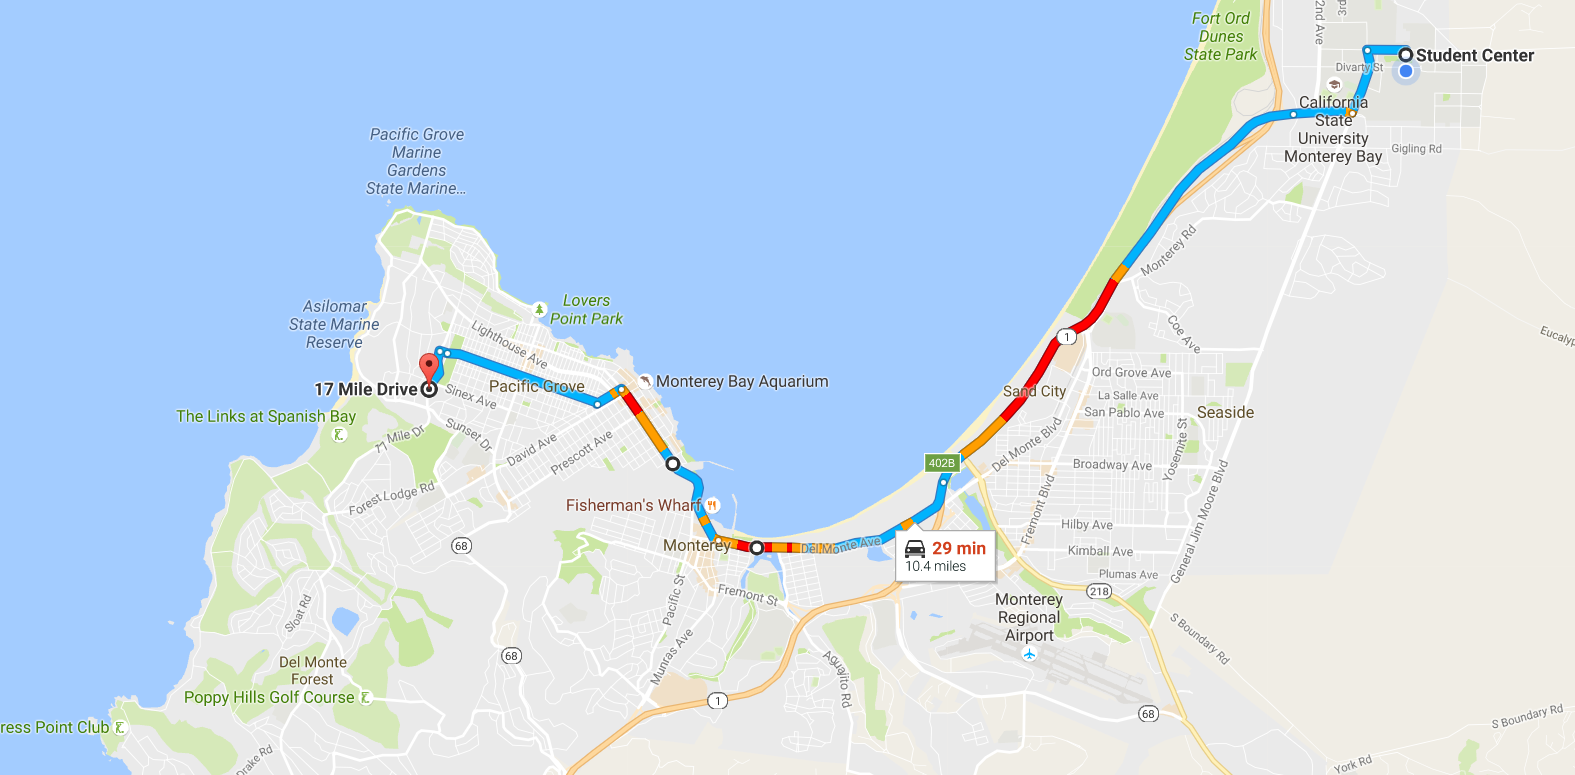 Fort Ord
Dunes
State Park
2nd Ave
3rd
Student Center
Divarty St
California
State
University
Monterey Bay
Gigling Rd
Pacific Grove
Marine
Gardens
State Marine...
Monterey Rd
Asilomar
State Marine
Reserve
Lovers
Point Park
Lighthouse Ave
1
Coe Ave
Eucalyp
17 Mile Drive
Pacific Grove
Monterey Bay Aquarium
Sinex Ave
Sand City
Ord Grove Ave
La Salle Ave
San Pablo Ave
Seaside
The Links at Spanish Bay
17 Mile Dr
Sunset Dr
David Ave
Prescott Ave
Del Monte Blvd
Yosemite St
402B
Broadway Ave
Forest Lodge Rd
Fisherman's Wharf
Fremont Blvd
General Jim Moore Blvd
Hilby Ave
68
Monterey
Del Monte Ave
29 min
10.4 miles
Kimball Ave
Plumas Ave
218
Sloat Rd
Pacific St
Fremont St
Monterey
Regional
Airport
S Boundary Rd
Munras Ave
68
Aguajito Rd
Del Monte
Forest
Poppy Hills Golf Course
1
68
S Boundary Rd
ress Point Club
Drake Rd
York Rd